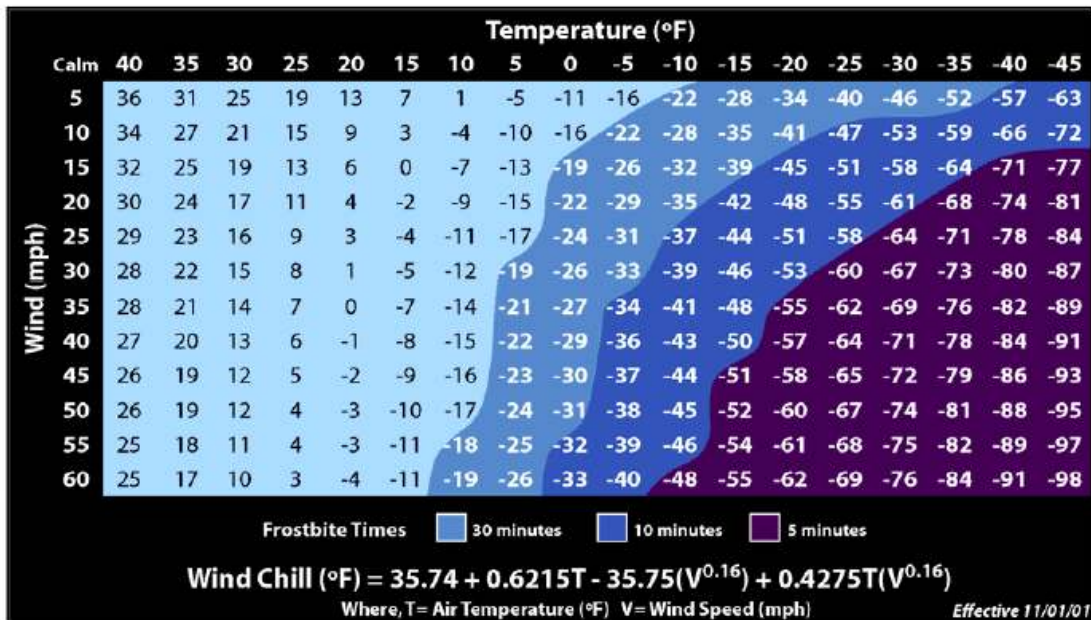 Temperature (ºF)
Calm 40 35 30 25 20 15 10 5 0 -5 -10 -15 -20 -25 -30 -35 -40 -45
5 36 31 25 19 13 7 1 -5 -11 -16 -22 -28 -34 -40 -46 -52 -57 -63
10 34 27 21 15 9 3 -4 -10 -16 -22 -28 -35 -41 -47 -53 -59 -66 -72
15 32 25 19 13 6 0 -7 -13 -19 -26 -32 -39 -45 -51 -58 -64 -71 -77
20 30 24 17 11 4 -2 -9 -15 -22 -29 -35 -42 -48 -55 -61 -68 -74 -81
25 29 23 16 9 3 -4 -11 -17 -24 -31 -37 -44 -51 -58 -64 -71 -78 -84
30 28 22 15 8 1 -5 -12 -19 -26 -33 -39 -46 -53 -60 -67 -73 -80 -87
35 28 21 14 7 0 -7 -14 -21 -27 -34 -41 -48 -55 -62 -69 -76 -82 -89
40 27 20 13 6 -1 -8 -15 -22 -29 -36 -43 -50 -57 -64 -71 -78 -84 -91
45 26 19 12 5 -2 -9 -16 -23 -30 -37 -44 -51 -58 -65 -72 -79 -86 -93
50 26 19 12 4 -3 -10 -17 -24 -31 -38 -45 -52 -60 -67 -74 -81 -88 -95
55 25 18 11 4 -3 -11 -18 -25 -32 -39 -46 -54 -61 -68 -75 -82 -89 -97
60 25 17 10 3 -4 -11 -19 -26 -33 -40 -48 -55 -62 -69 -76 -84 -91 -98
Wind (mph)
Frostbite Times 30 minutes 10 minutes 5 minutes
Wind Chill (ºF) = 35.74 + 0.6215T - 35.75(V0.16) + 0.4275T(V0.16)
Where, T= Air Temperature (ºF) V= Wind Speed (mph) Effective 11/01/01